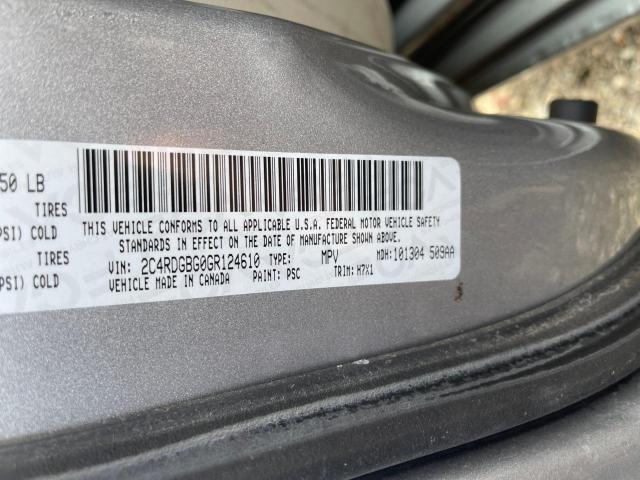 50 LB
TIRES
PSI) COLD
TIRES
PSI) COLD
THIS VEHICLE CONFORMS TO ALL APPLICABLE U.S.A. FEDERAL MOTOR VEHICLE SAFETY
STANDARDS IN EFFECT ON THE DATE OF MANUFACTURE SHOWN ABOVE.
VIN: 2C4RDGBG0GR124610 TYPE: MPV MDH: 101304 509AA
VEHICLE MADE IN CANADA PAINT: PSC TRIM: H7X1